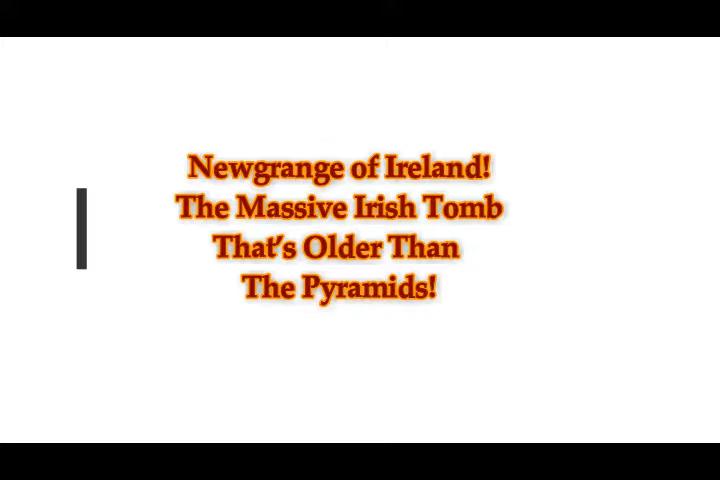 Newgrange of Ireland!
The Massive Irish Tomb
That’s Older Than
The Pyramids!